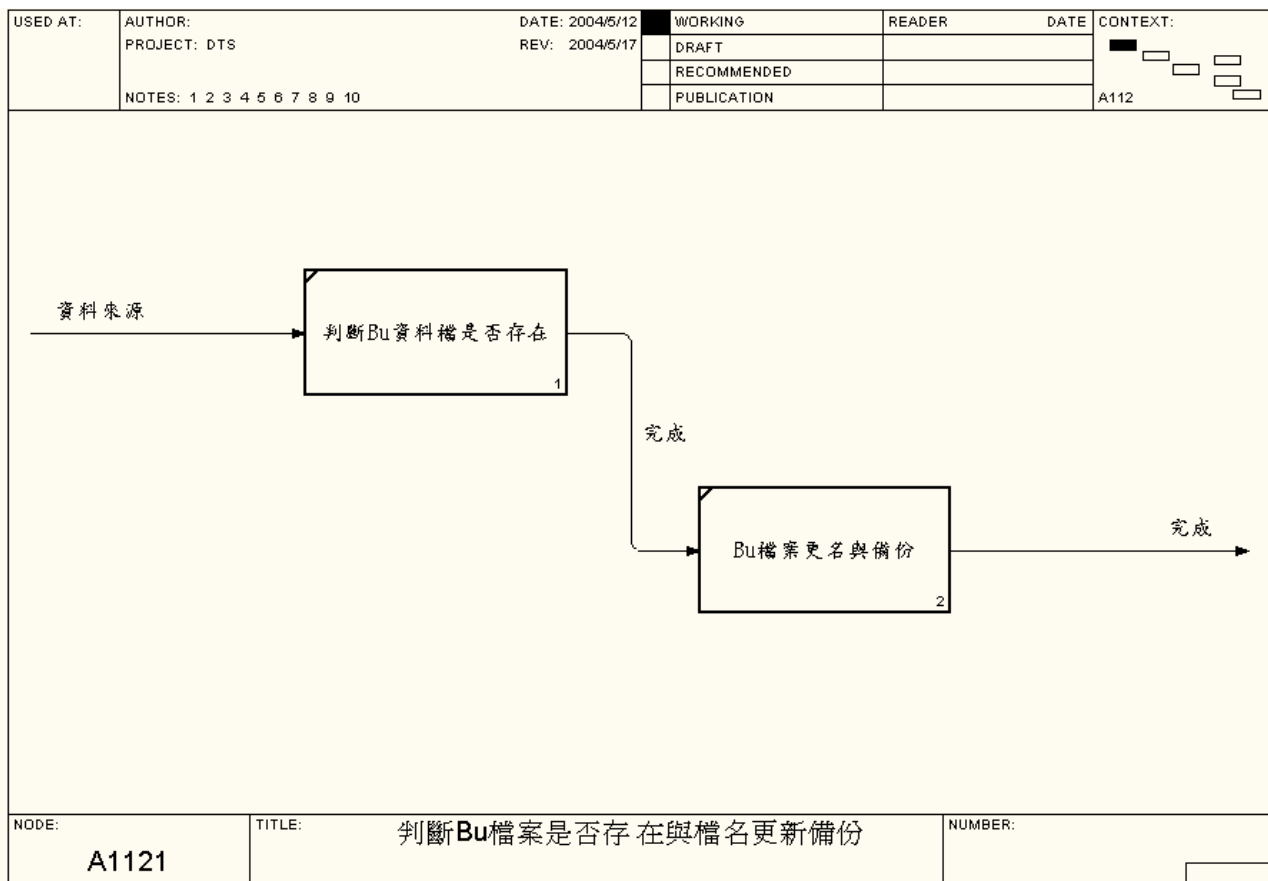 USED AT:
AUTHOR:
DATE: 2004/5/12
PROJECT: DTS
REV: 2004/5/17
NOTES: 1 2 3 4 5 6 7 8 9 10
WORKING
DRAFT
RECOMMENDED
PUBLICATION
READER
DATE
CONTEXT:
A112
資料來源
判斷Bu資料檔是否存在
1
完成
Bu檔案更名與備份
2
完成
NODE:
A1121
TITLE:
判斷Bu檔案是否存在與檔名更新備份
NUMBER: